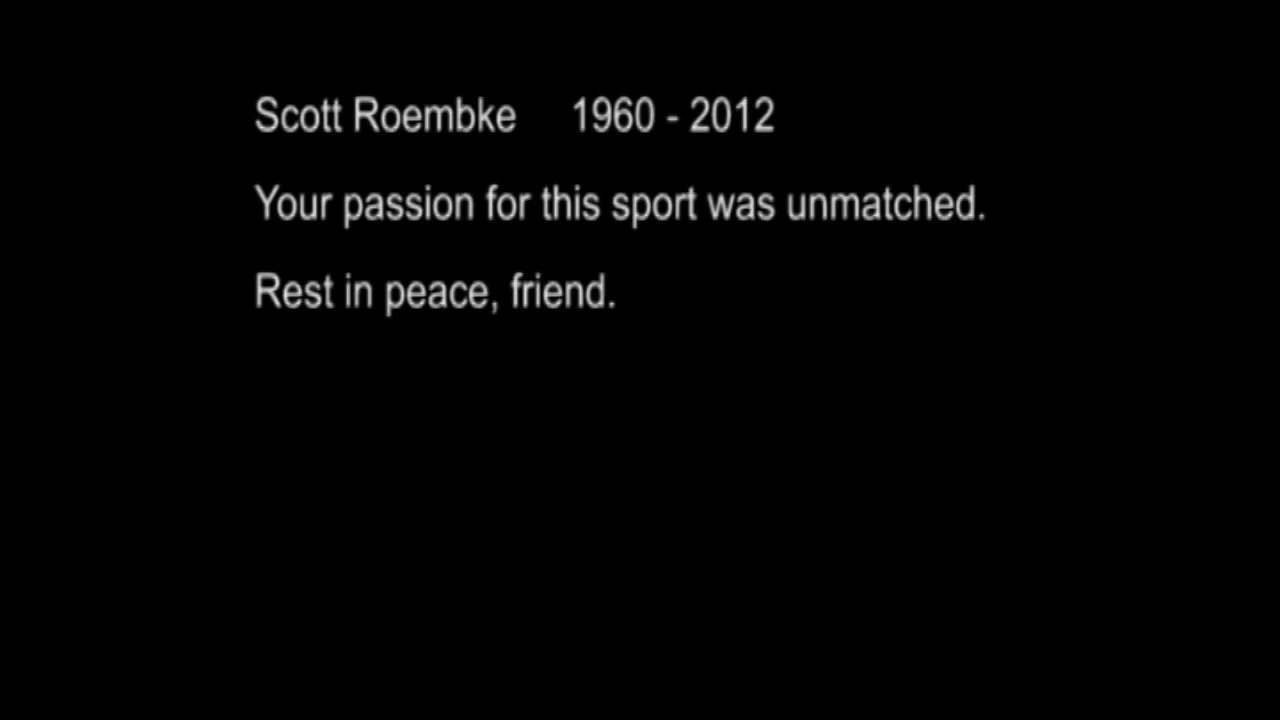 Scott Roembke 1960 - 2012
Your passion for this sport was unmatched.
Rest in peace, friend.